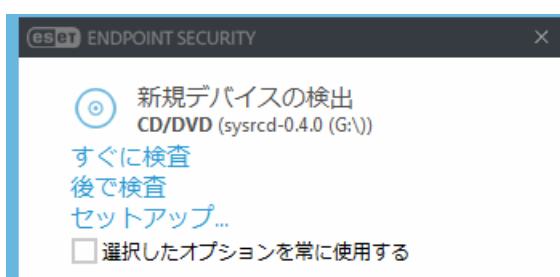 eset ENDPOINT SECURITY
新規デバイスの検出
CD/DVD (sysrcd-0.4.0 (G:\))
すぐに検査
後で検査
セットアップ...
選択したオプションを常に使用する